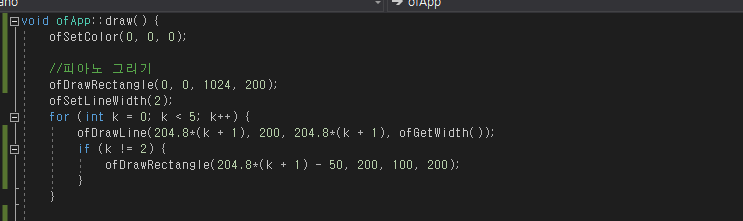 ano
ofApp
void ofApp::draw() {
ofSetColor(0, 0, 0);
//피아노 그리기
ofDrawRectangle(0, 0, 1024, 200);
ofSetLineWidth(2);
for (int k = 0; k < 5; k++) {
ofDrawLine(204.8*(k + 1), 200, 204.8*(k + 1), ofGetWidth());
if (k != 2) {
ofDrawRectangle(204.8*(k + 1) - 50, 200, 100, 200);
}
}